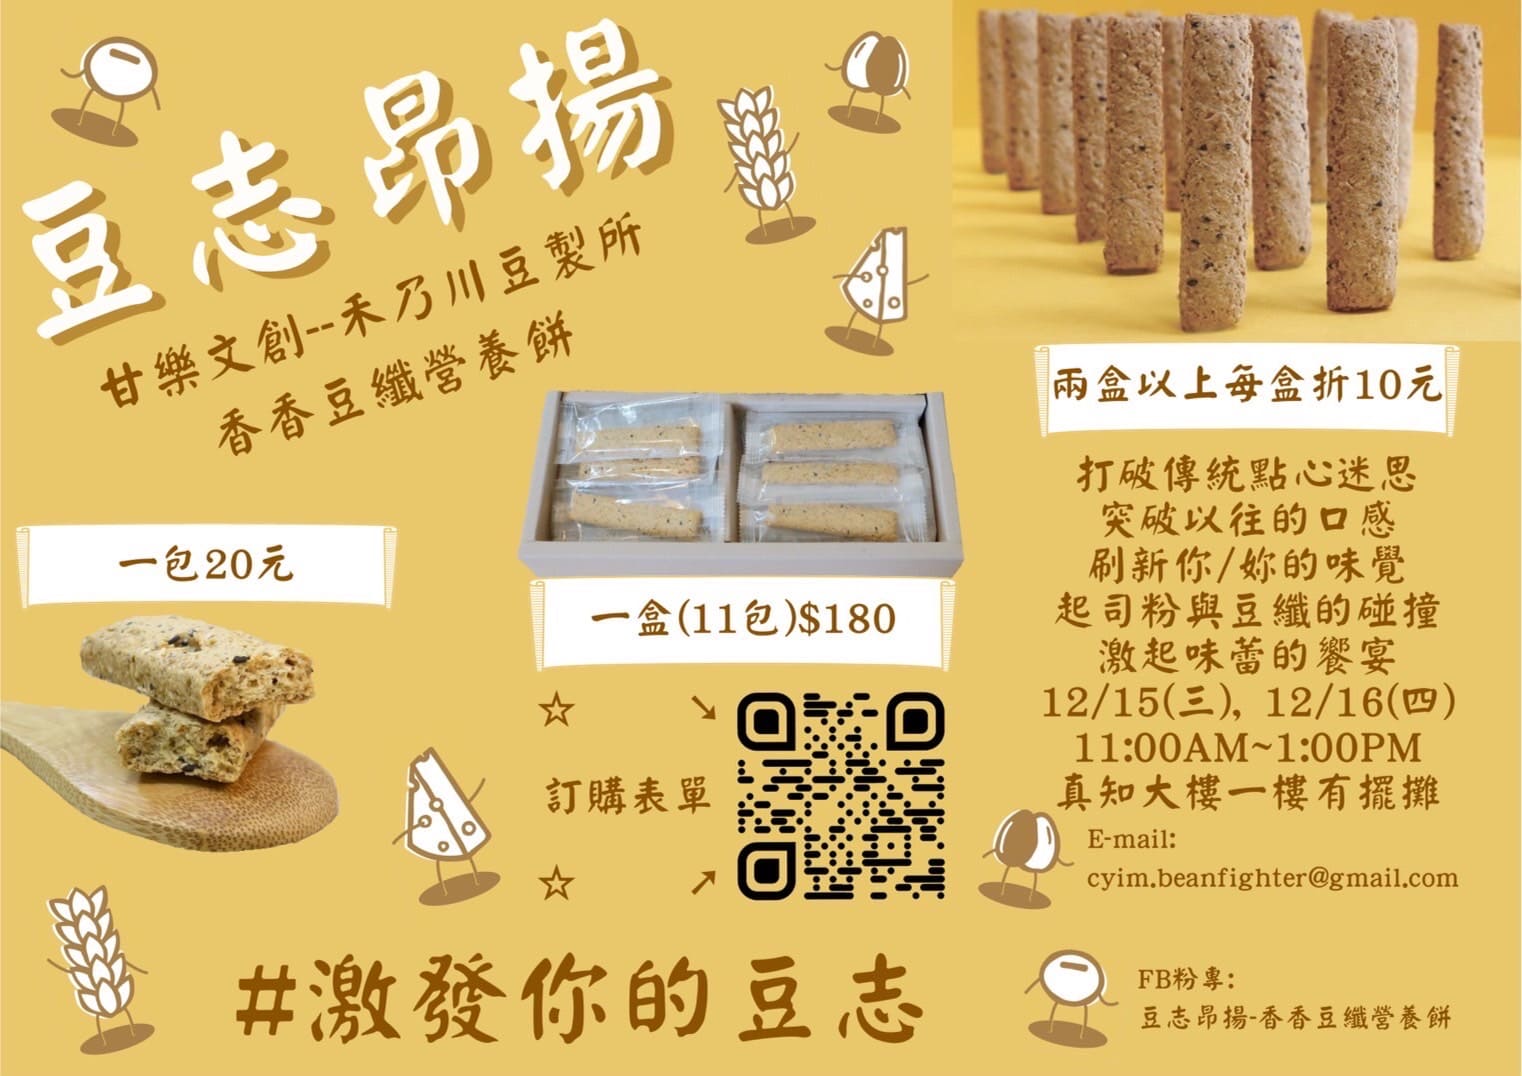 豆志昂揚
甘樂文創--禾乃川豆製所
香香豆纖營養餅
兩盒以上每盒折10元
打破傳統點心迷思
突破以往的口感
刷新你/妳的味覺
起司粉與豆纖的碰撞
激起味蕾的饗宴
12/15(三), 12/16(四)
11:00AM~1:00PM
真知大樓一樓有擺攤
E-mail:
cyim.beanfighter@gmail.com
一包20元
一盒(11包)$180
☆ ↘
訂購表單
☆ ↗
#激發你的豆志
FB粉專:
豆志昂揚-香香豆纖營養餅